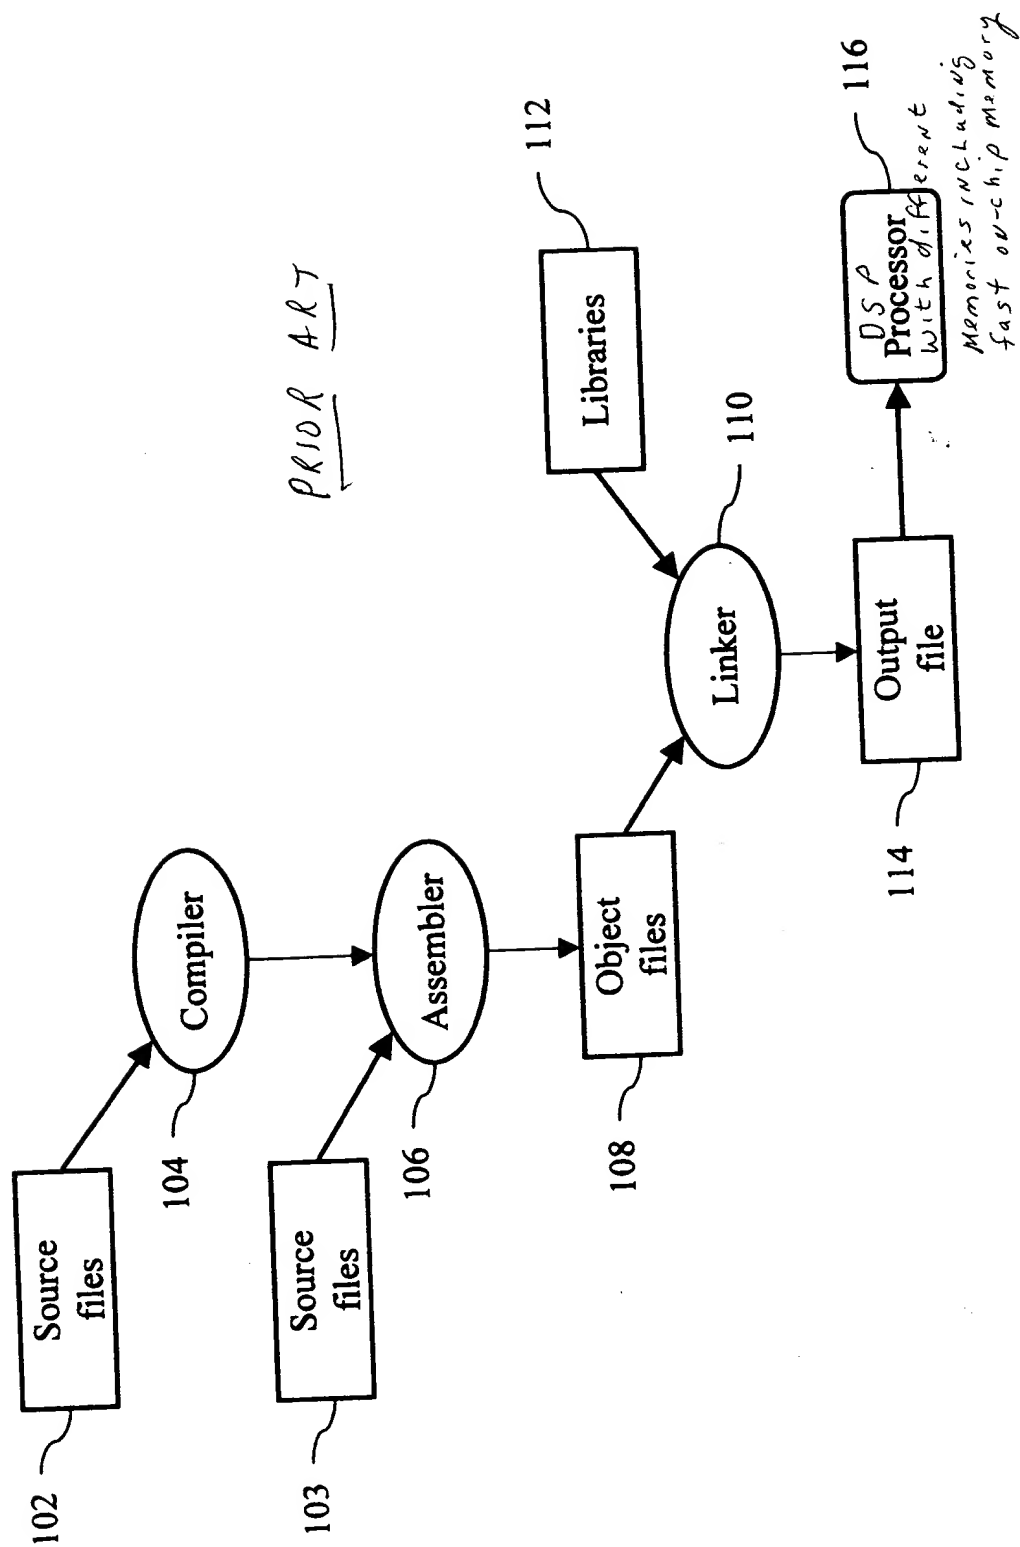 102
Source
files
104
Compiler
103
Source
files
PRIOR ART
106
Assembler
108
Object
files
112
Libraries
110
Linker
114
Output
file
116
DSP
Processor
with different
memories including
fast on-chip memory